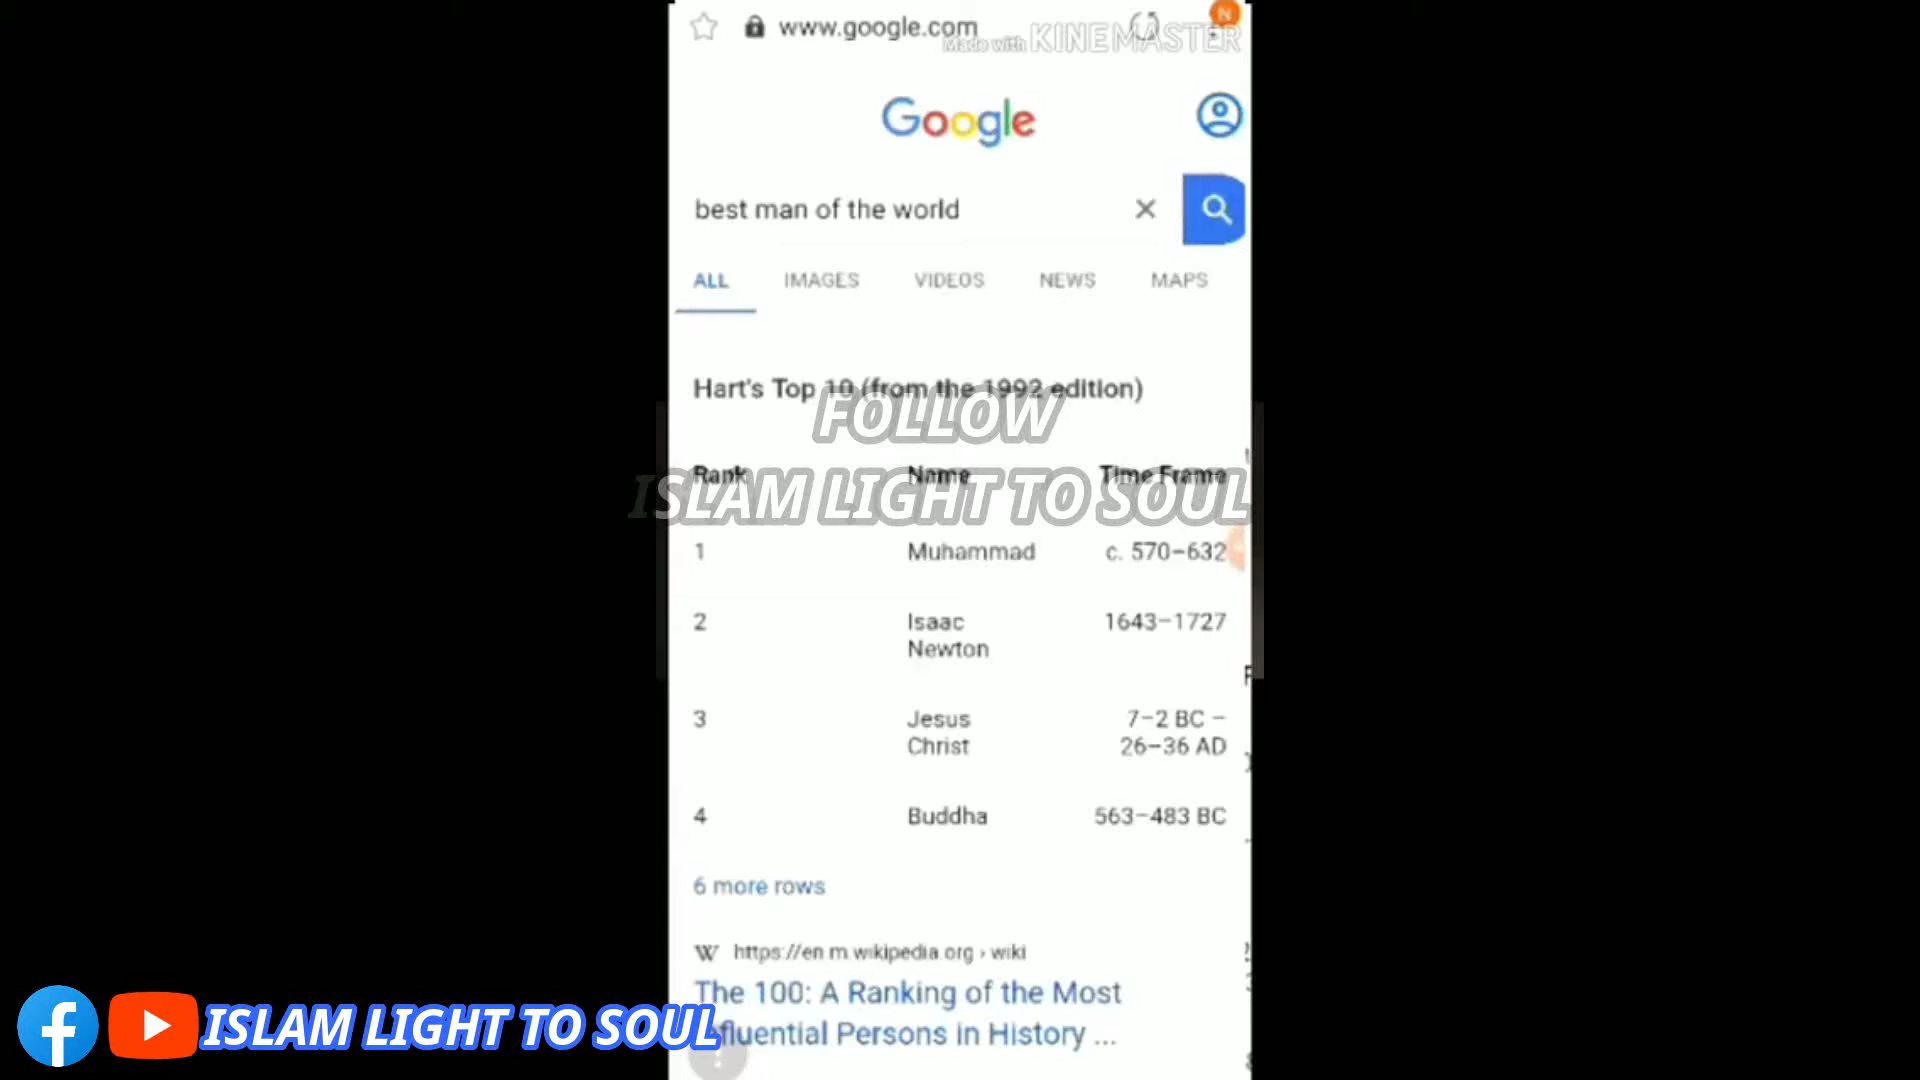 www.google.com
Made with KINEMASTER
N
Google
best man of the world
ALL IMAGES VIDEOS NEWS MAPS
Hart's Top 10 (from the 1992 edition)
FOLLOW
Rank Name Time Frame
ISLAM LIGHT TO SOUL
1 Muhammad c. 570–632
2 Isaac Newton 1643–1727
3 Jesus Christ 7–2 BC – 26–36 AD
4 Buddha 563–483 BC
6 more rows
W https://en.m.wikipedia.org › wiki
The 100: A Ranking of the Most
fluential Persons in History ...
f ISLAM LIGHT TO SOUL